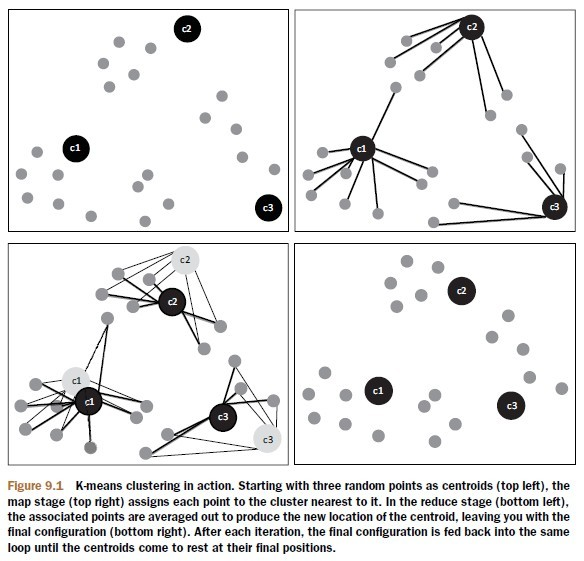 c2
c1
c3
c2
c1
c3
c2
c2
c1
c1
c3
c3
c2
c1
c3
Figure 9.1 K-means clustering in action. Starting with three random points as centroids (top left), the
map stage (top right) assigns each point to the cluster nearest to it. In the reduce stage (bottom left),
the associated points are averaged out to produce the new location of the centroid, leaving you with the
final configuration (bottom right). After each iteration, the final configuration is fed back into the same
loop until the centroids come to rest at their final positions.